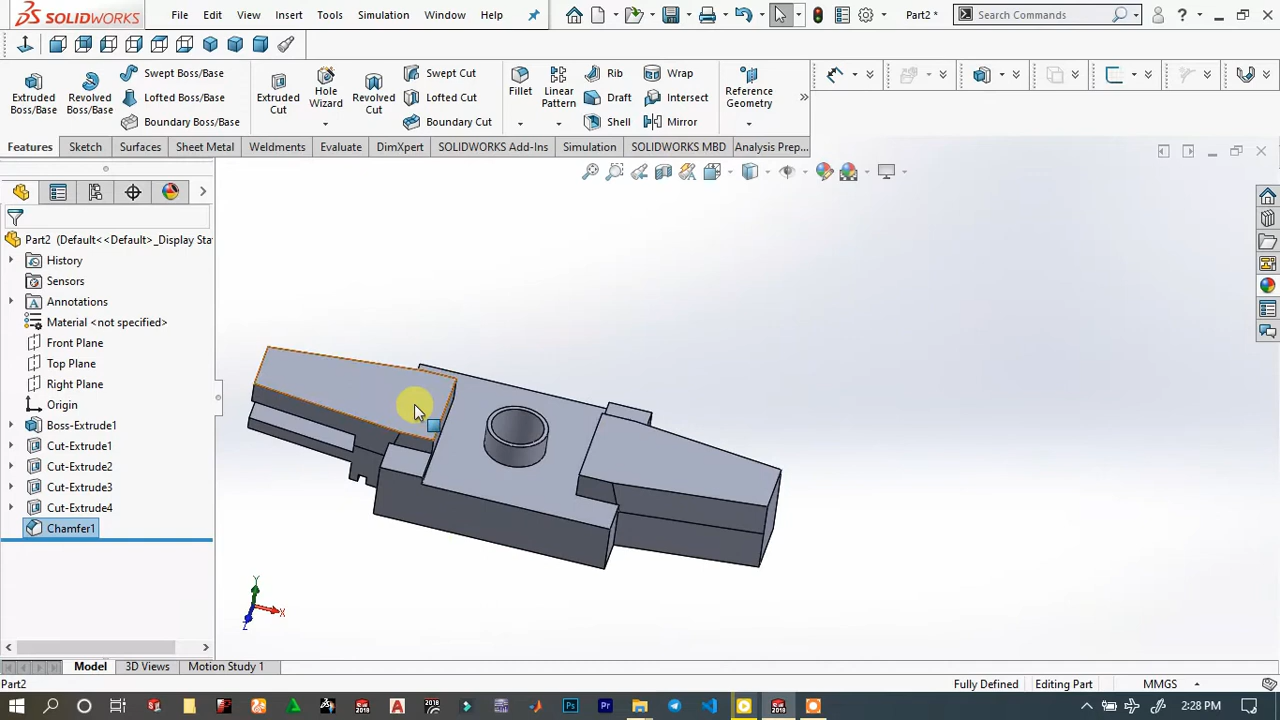 SOLIDWORKS File Edit View Insert Tools Simulation Window Help Part2 * Search Commands ?
Extruded Boss/Base
Revolved Boss/Base
Swept Boss/Base
Lofted Boss/Base
Boundary Boss/Base
Extruded Cut
Hole Wizard
Revolved Cut
Swept Cut
Lofted Cut
Boundary Cut
Fillet
Linear Pattern
Rib
Draft
Shell
Wrap
Intersect
Mirror
Reference Geometry
Features Sketch Surfaces Sheet Metal Weldments Evaluate DimXpert SOLIDWORKS Add-Ins Simulation SOLIDWORKS MBD Analysis Prep...
Part2 (Default<<Default>_Display Sta
History
Sensors
Annotations
Material <not specified>
Front Plane
Top Plane
Right Plane
Origin
Boss-Extrude1
Cut-Extrude1
Cut-Extrude2
Cut-Extrude3
Cut-Extrude4
Chamfer1
Y
X
Z
Model 3D Views Motion Study 1
Part2 Fully Defined Editing Part MMGS
2:28 PM